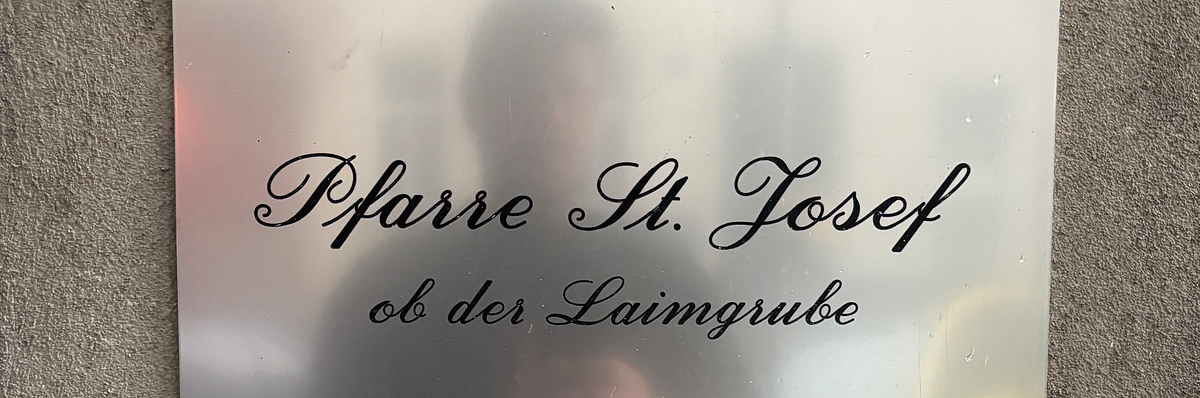 Pfarre St. Josef
ob der Laimgrube